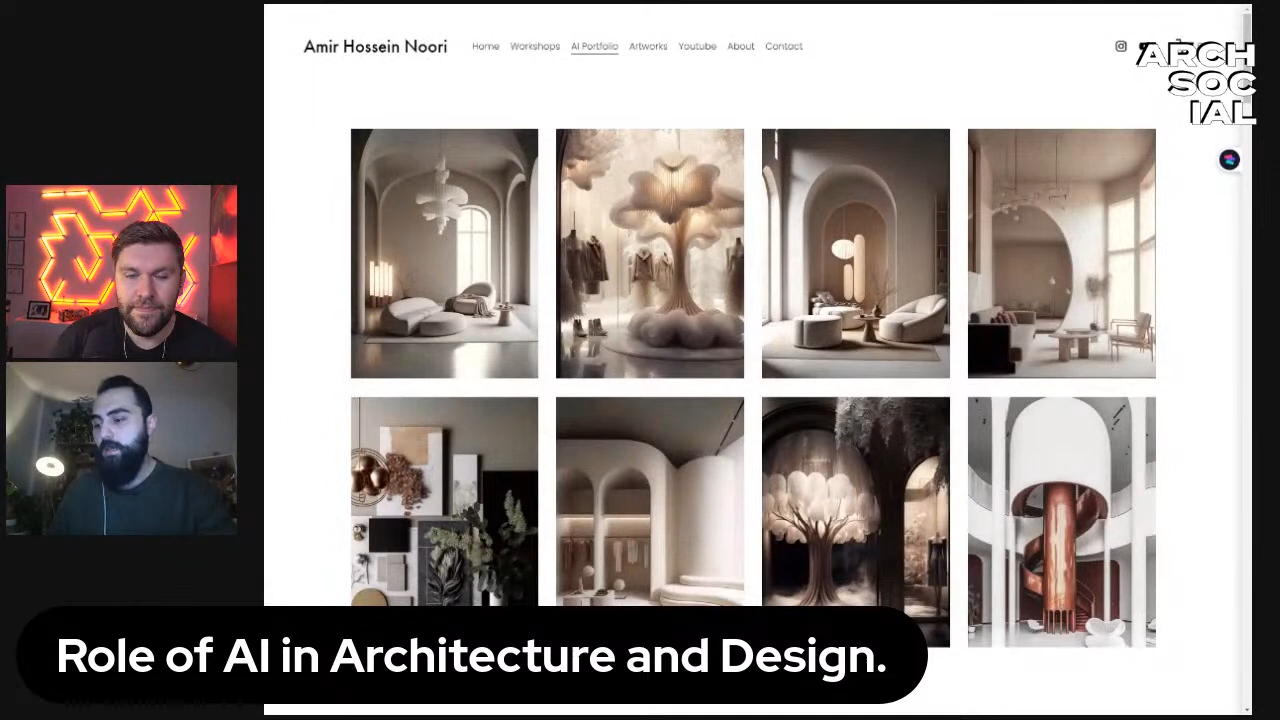 Amir Hossein Noori
Home Workshops AI Portfolio Artworks Youtube About Contact
ARCH
SOC
IAL
Role of AI in Architecture and Design.